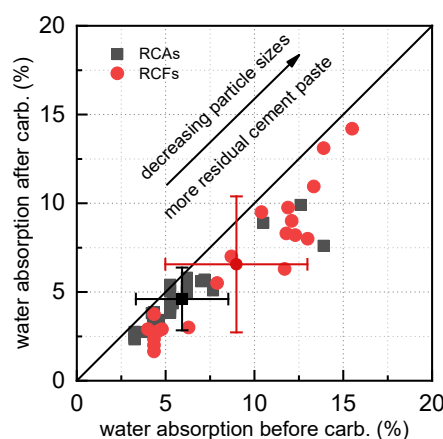 20
15
10
5
0
water absorption after carb. (%)
RCAs
RCFs
decreasing particle sizes
more residual cement paste
0
5
10
15
20
water absorption before carb. (%)